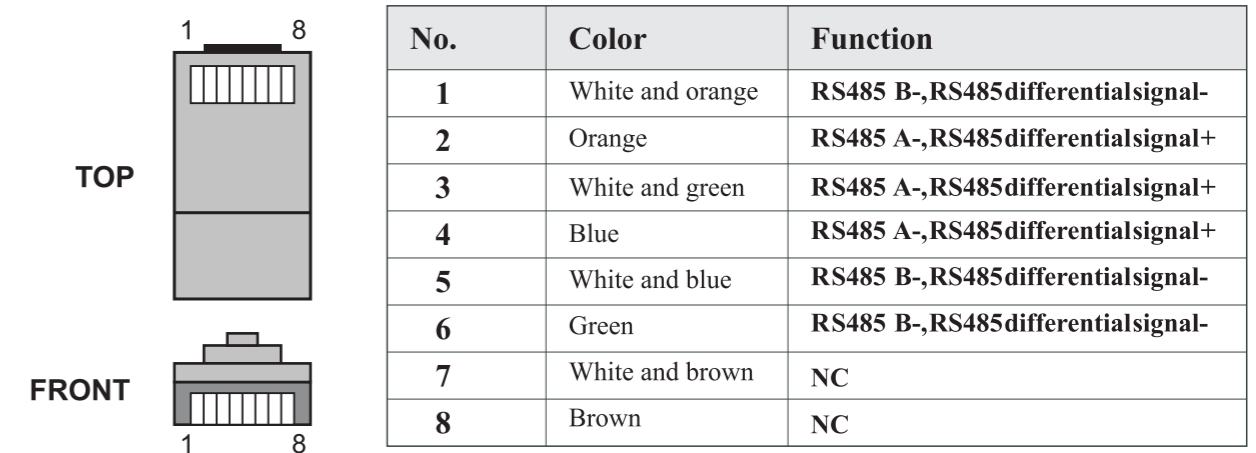 1 8
TOP
FRONT
1 8
No. Color Function
1 White and orange RS485 B-,RS485differentialsignal-
2 Orange RS485 A-,RS485differentialsignal+
3 White and green RS485 A-,RS485differentialsignal+
4 Blue RS485 A-,RS485differentialsignal+
5 White and blue RS485 B-,RS485differentialsignal-
6 Green RS485 B-,RS485differentialsignal-
7 White and brown NC
8 Brown NC